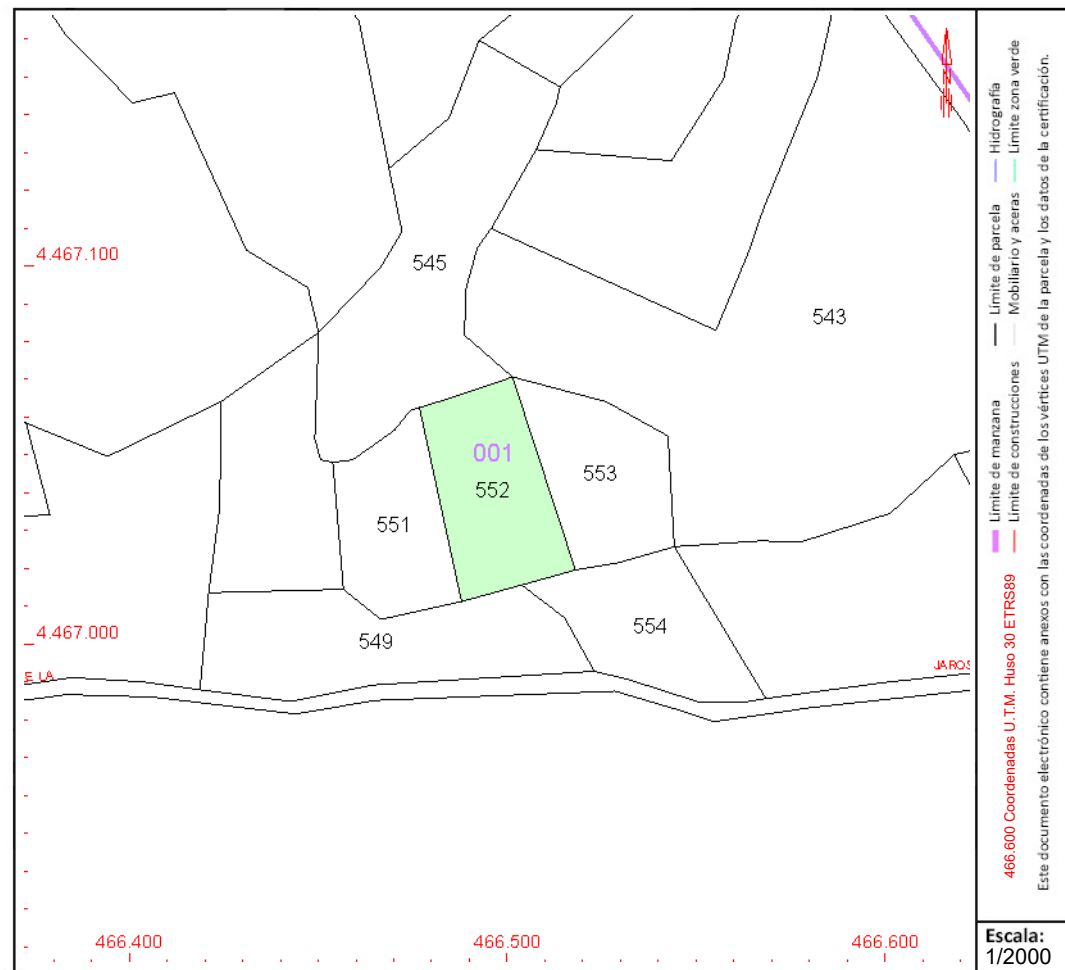 545
4.467.100
543
001
552
553
551
554
549
4.467.000
E LA
JAROS
466.400
466.500
466.600
Límite de manzana
Límite de parcela
Hidrografía
Límite de construcciones
Mobiliario y aceras
Límite zona verde
466.600 Coordenadas U.T.M. Huso 30 ETRS89
Este documento electrónico contiene anexos con las coordenadas de los vértices UTM de la parcela y los datos de la certificación.
Escala:
1/2000